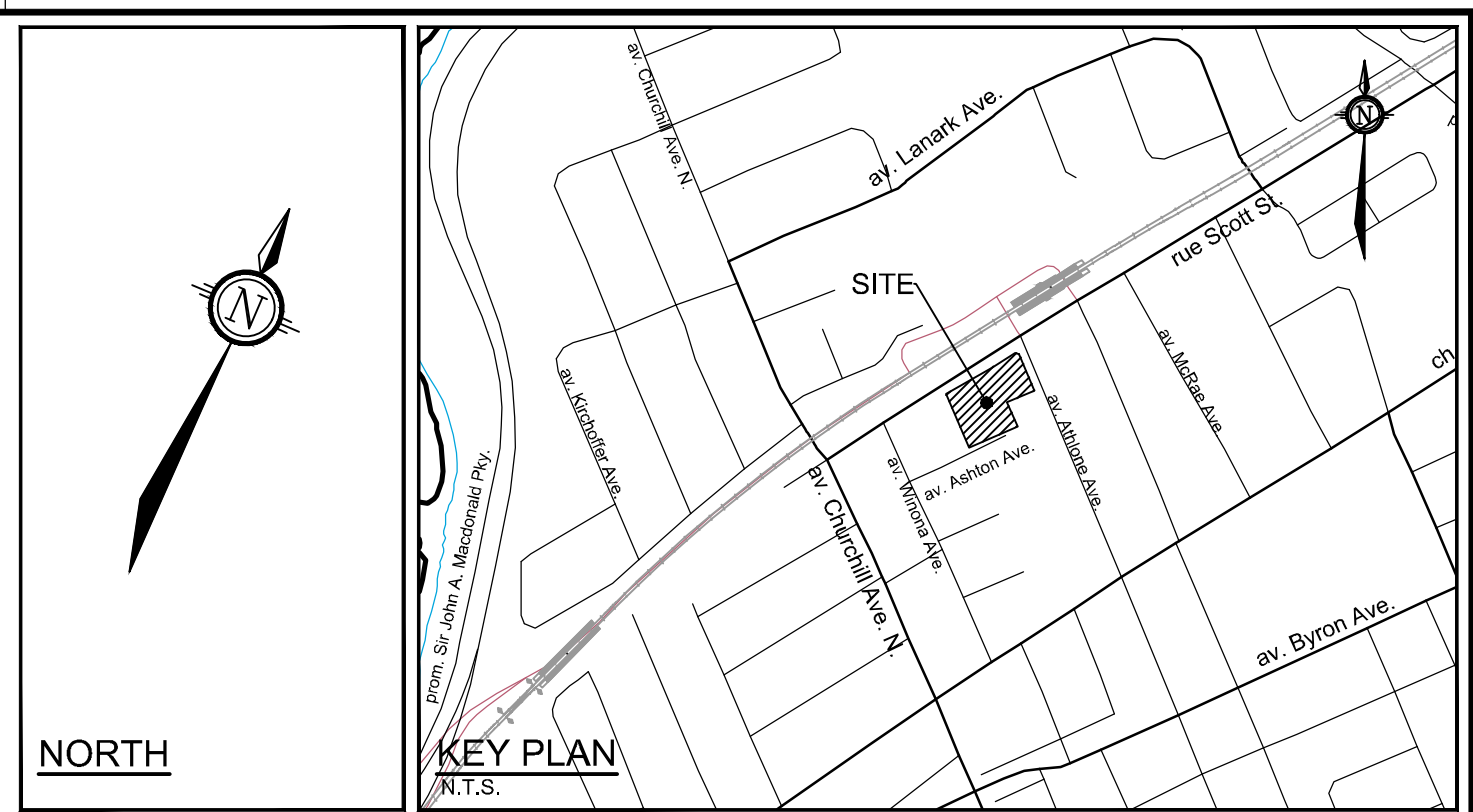 N
NORTH
av. Churchill Ave. N.
av. Lanark Ave.
N
rue Scott St.
SITE
av. McRae Ave
ch
av. Kirchoffer Ave.
av. Athlone Ave.
av. Ashton Ave.
av. Winona Ave.
av. Churchill Ave. N.
prom. Sir John A. Macdonald Pky.
av. Byron Ave.
KEY PLAN
N.T.S.